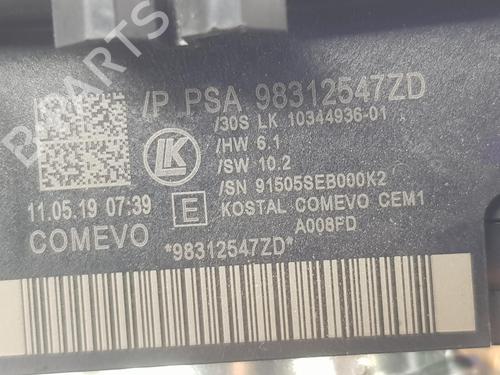 B-PARTS
/P PSA 98312547ZD
/30S LK 10344936-01
/HW 6.1
/SW 10.2
/SN 91505SEB000K2
LK
11.05.19 07:39
E
KOSTAL COMEVO CEM1
COMEVO
A008FD
*98312547ZD*